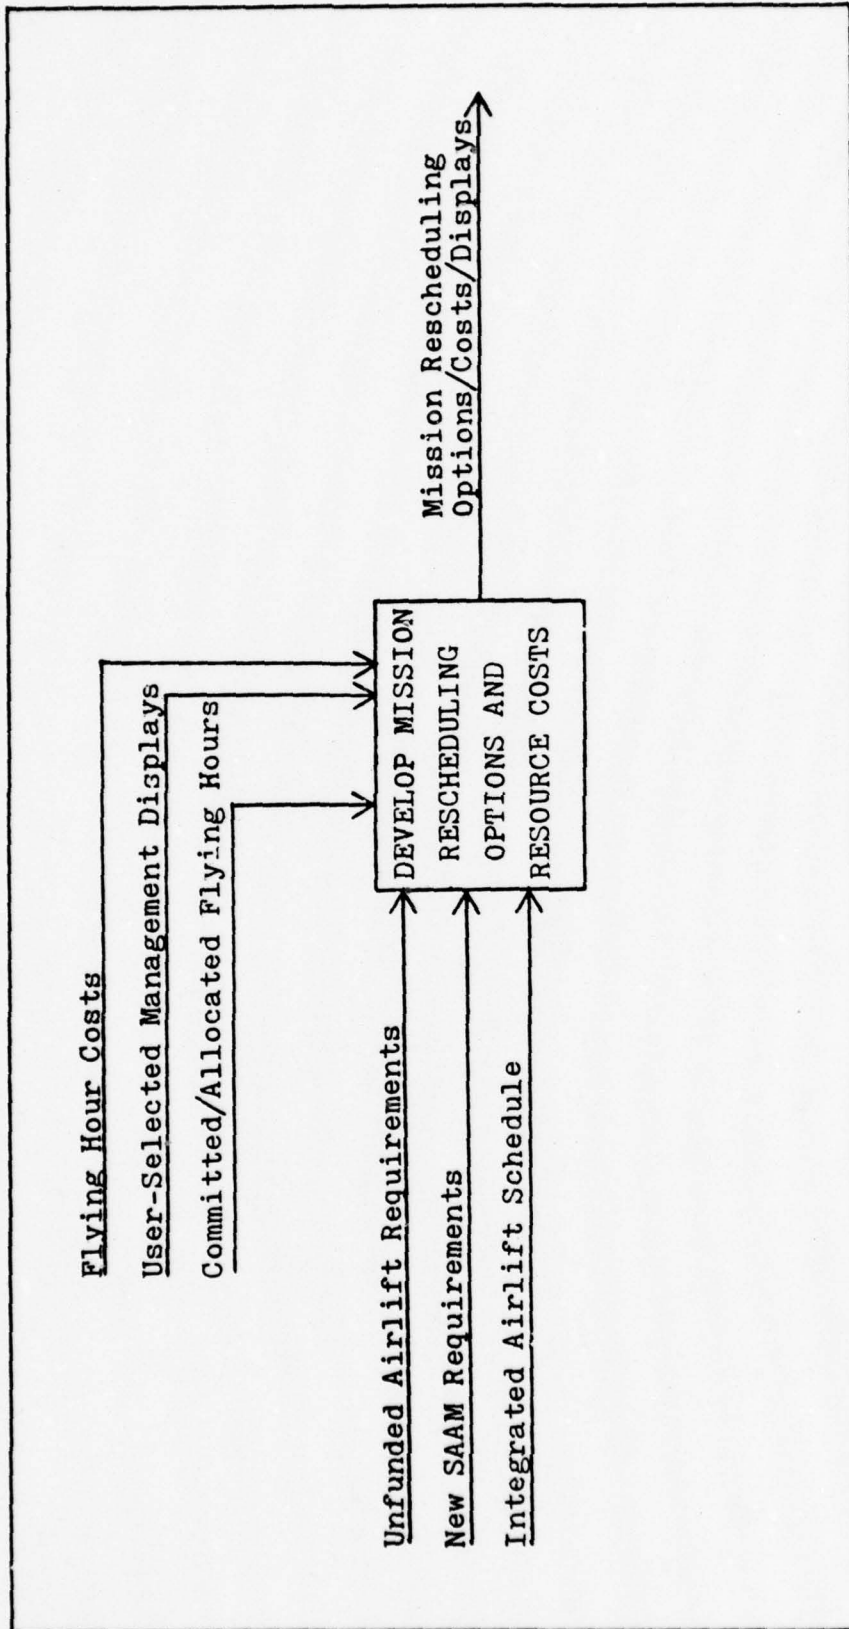 Flying Hour Costs
User-Selected Management Displays
Committed/Allocated Flying Hours
Unfunded Airlift Requirements
New SAAM Requirements
Integrated Airlift Schedule
DEVELOP MISSION
RESCHEDULING
OPTIONS AND
RESOURCE COSTS
Mission Rescheduling
Options/Costs/Displays